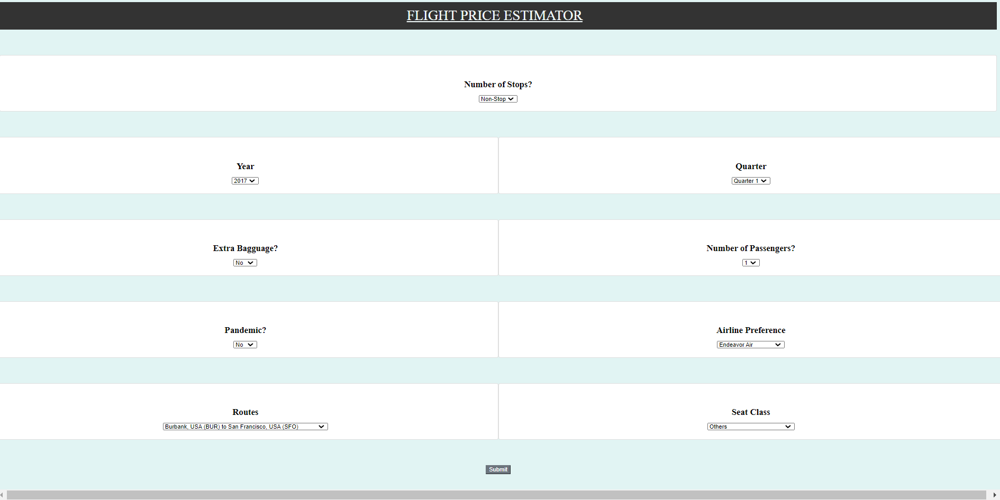 FLIGHT PRICE ESTIMATOR
Number of Stops?
Non-Stop
Year
2017
Quarter
Quarter 1
Extra Bagguage?
No
Number of Passengers?
1
Pandemic?
No
Airline Preference
Endeavor Air
Routes
Burbank, USA (BUR) to San Francisco, USA (SFO)
Seat Class
Others
Submit